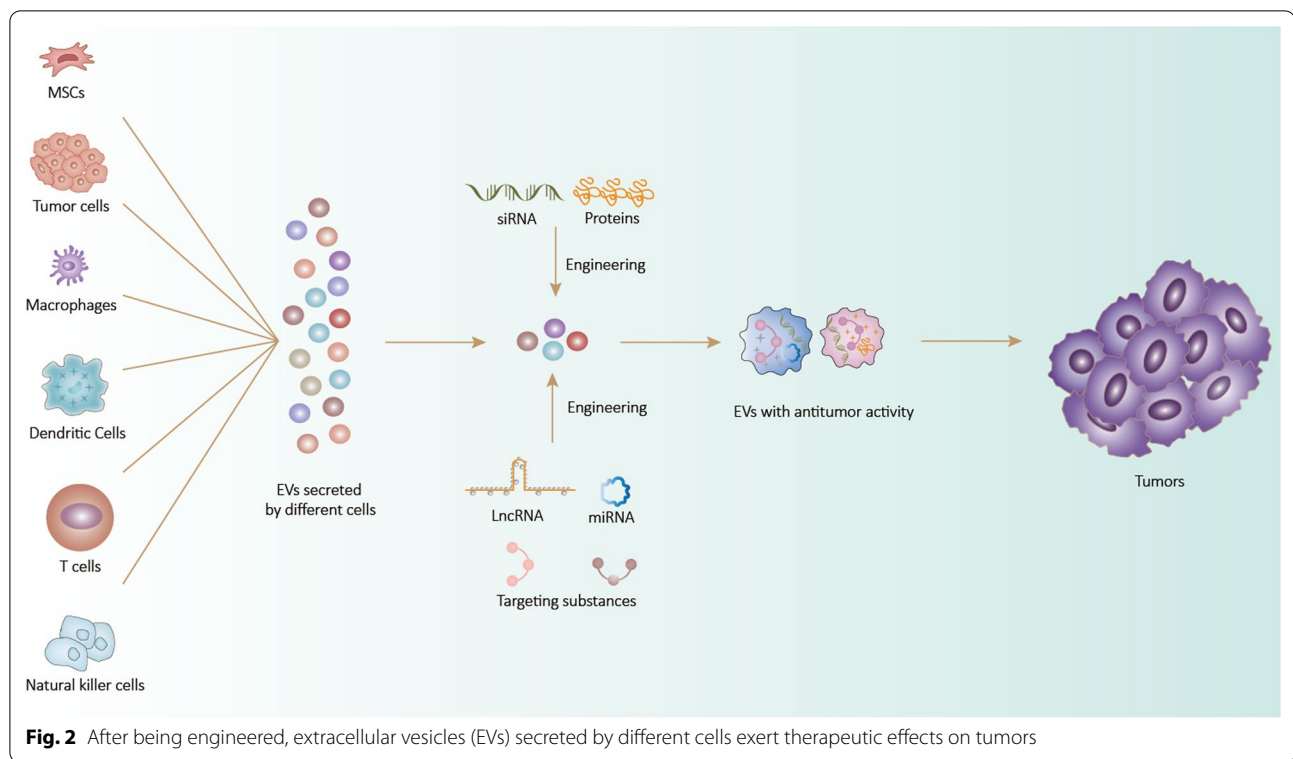 MSCs
Tumor cells
Macrophages
Dendritic Cells
T cells
Natural killer cells
EVs secreted
by different cells
siRNA
Proteins
Engineering
Engineering
LncRNA
miRNA
Targeting substances
EVs with antitumor activity
Tumors
Fig. 2 After being engineered, extracellular vesicles (EVs) secreted by different cells exert therapeutic effects on tumors